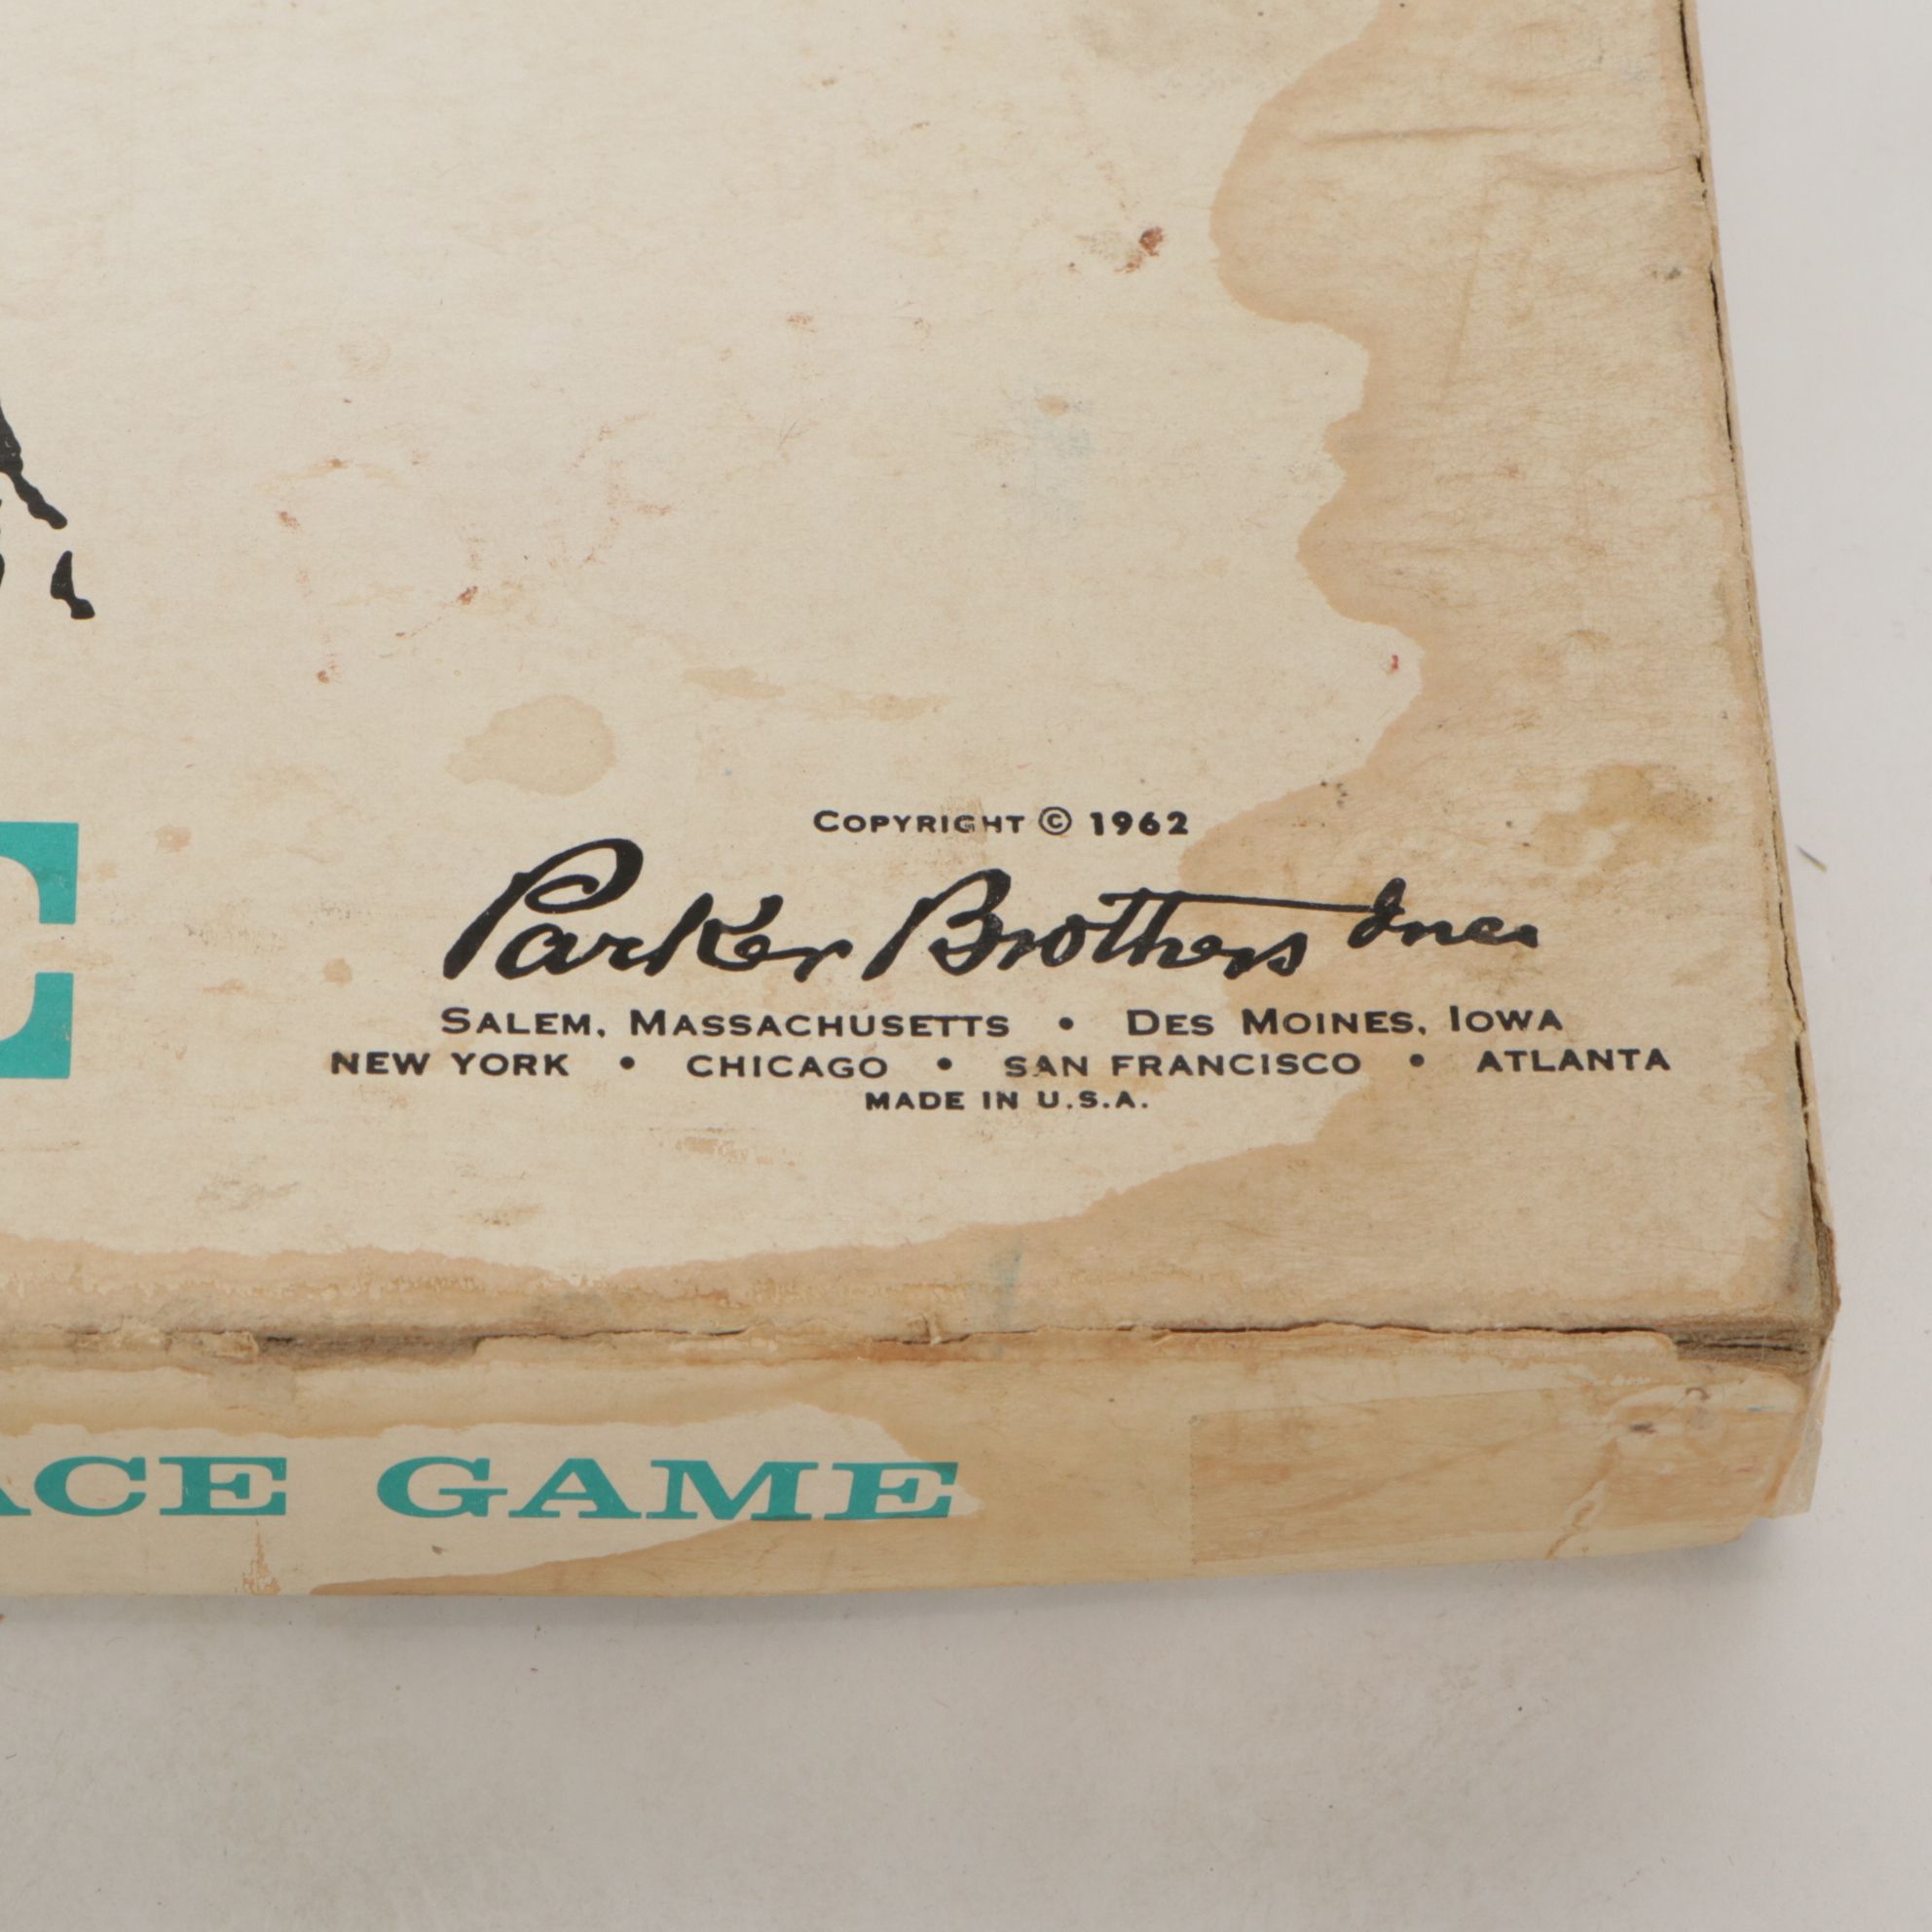 E
COPYRIGHT © 1962
Parker Brothers Inc.
SALEM, MASSACHUSETTS • DES MOINES, IOWA
NEW YORK • CHICAGO • SAN FRANCISCO • ATLANTA
MADE IN U.S.A.
ACE GAME